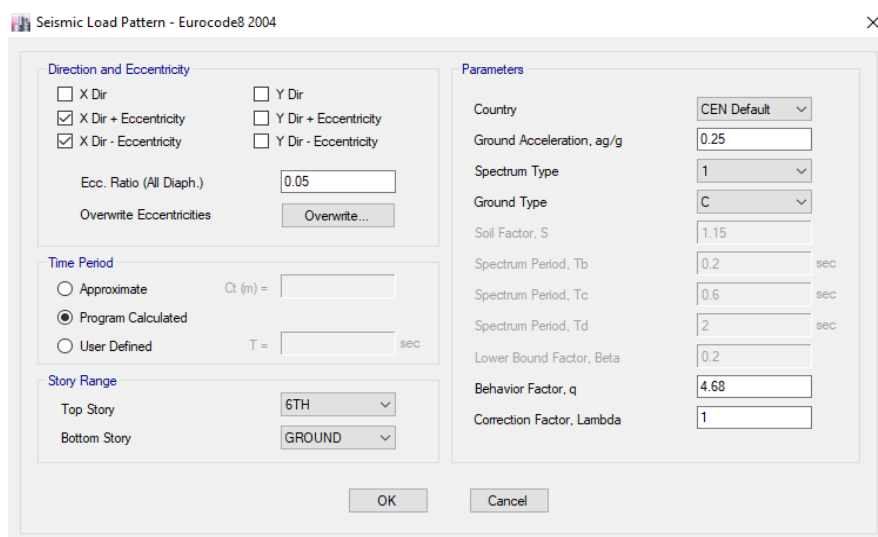 Seismic Load Pattern - Eurocode8 2004
Direction and Eccentricity
X Dir
Y Dir
X Dir + Eccentricity
Y Dir + Eccentricity
X Dir - Eccentricity
Y Dir - Eccentricity
Ecc. Ratio (All Diaph.) 0.05
Overwrite Eccentricities Overwrite...
Time Period
Approximate Ct (m) =
Program Calculated
User Defined T = sec
Story Range
Top Story 6TH
Bottom Story GROUND
Parameters
Country CEN Default
Ground Acceleration, ag/g 0.25
Spectrum Type 1
Ground Type C
Soil Factor, S 1.15
Spectrum Period, Tb 0.2 sec
Spectrum Period, Tc 0.6 sec
Spectrum Period, Td 2 sec
Lower Bound Factor, Beta 0.2
Behavior Factor, q 4.68
Correction Factor, Lambda 1
OK Cancel